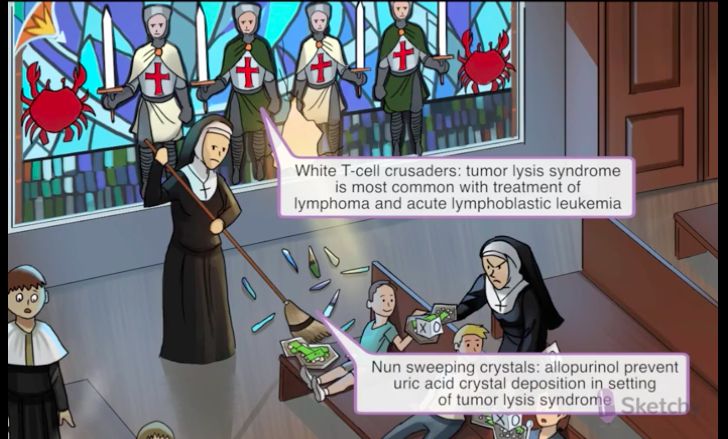 White T-cell crusaders: tumor lysis syndrome
is most common with treatment of
lymphoma and acute lymphoblastic leukemia
X O
Nun sweeping crystals: allopurinol prevent
uric acid crystal deposition in setting
of tumor lysis syndrome
Sketch